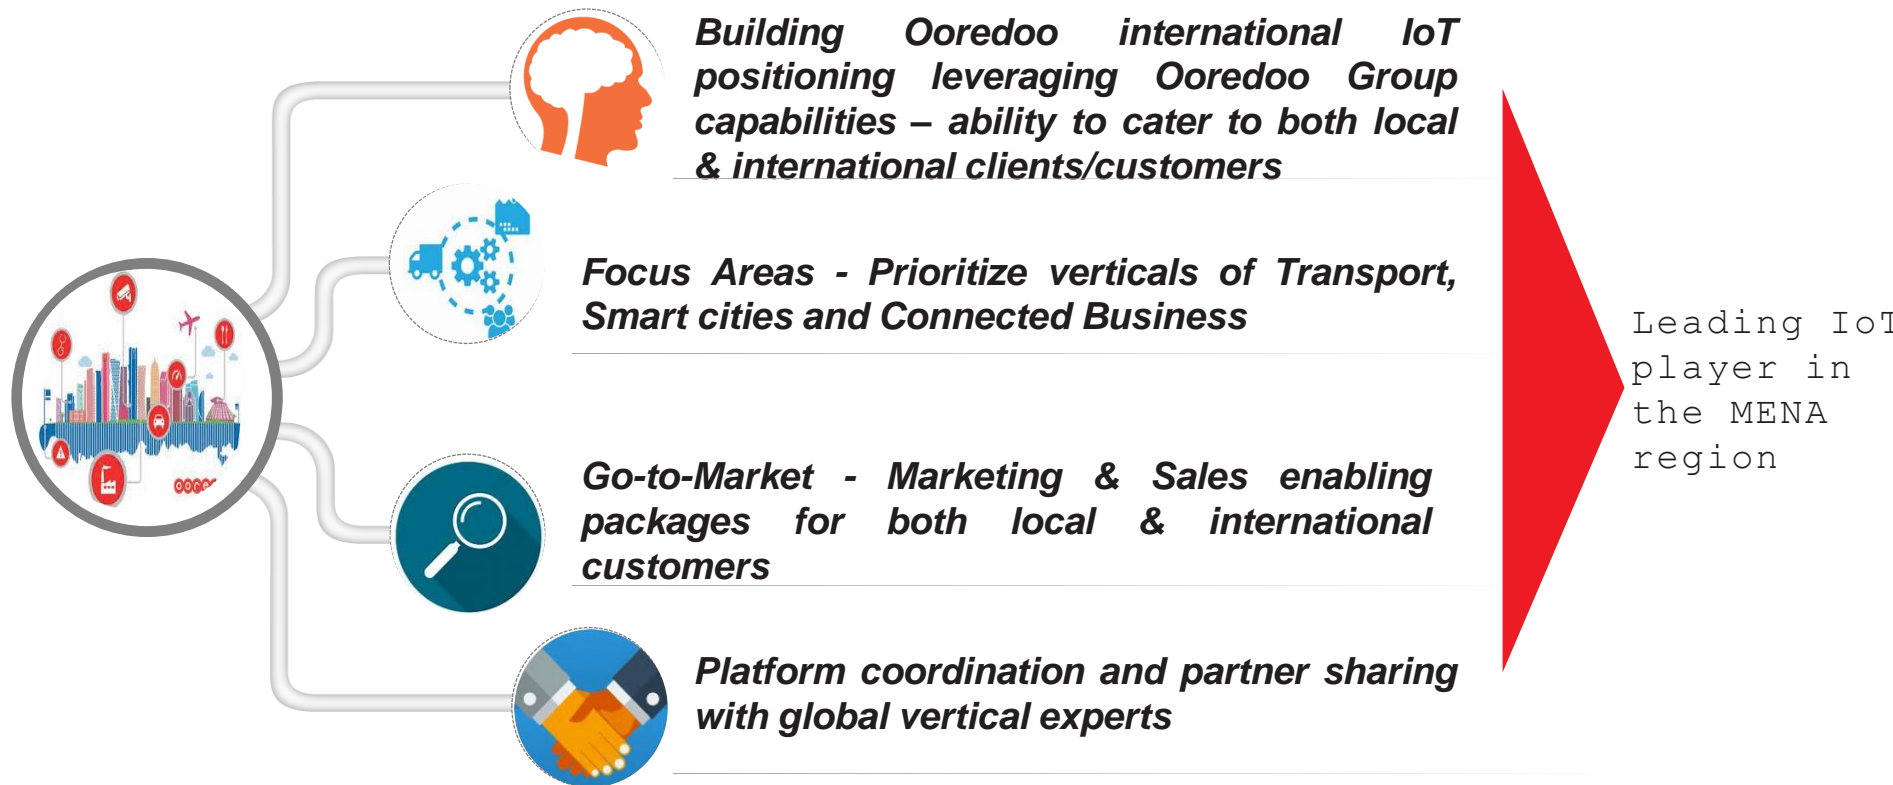 Building Ooredoo international IoT
positioning leveraging Ooredoo Group
capabilities – ability to cater to both local
& international clients/customers
Focus Areas - Prioritize verticals of Transport,
Smart cities and Connected Business
Go-to-Market - Marketing & Sales enabling
packages for both local & international
customers
Platform coordination and partner sharing
with global vertical experts
Leading IoT
player in
the MENA
region